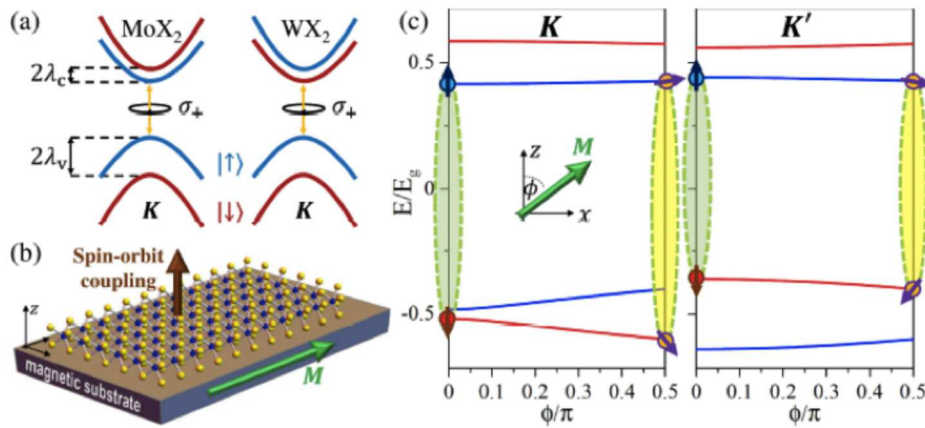 (a)
MoX₂
WX₂
2λc
σ₊
σ₊
2λv
|↑⟩
K
|↓⟩
K
(b)
Spin-orbit
coupling
z
M
magnetic substrate
(c)
K
K′
0.5
E/Eg
0
-0.5
z
M
ϕ
x
0 0.1 0.2 0.3 0.4 0.5
0 0.1 0.2 0.3 0.4 0.5
ϕ/π
ϕ/π